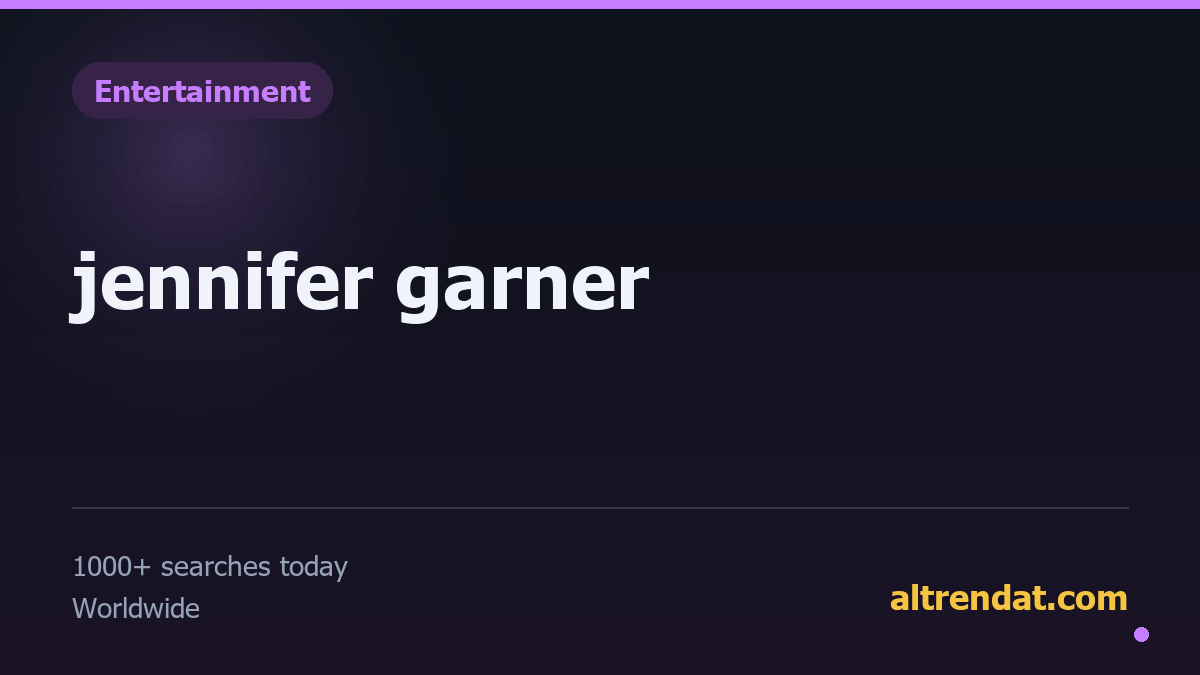 Entertainment
jennifer garner
1000+ searches today
Worldwide
altrendat.com